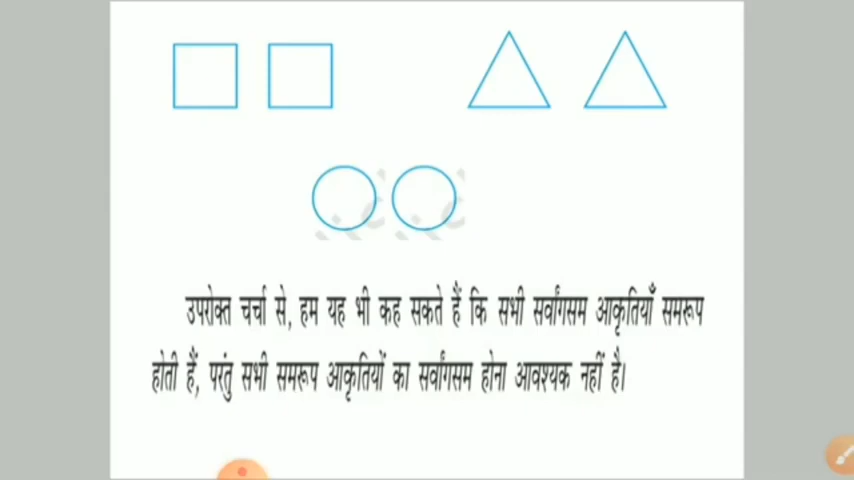 उपरोक्त चर्चा से, हम यह भी कह सकते हैं कि सभी सर्वांगसम आकृतियाँ समरूप
होती हैं, परंतु सभी समरूप आकृतियों का सर्वांगसम होना आवश्यक नहीं है।